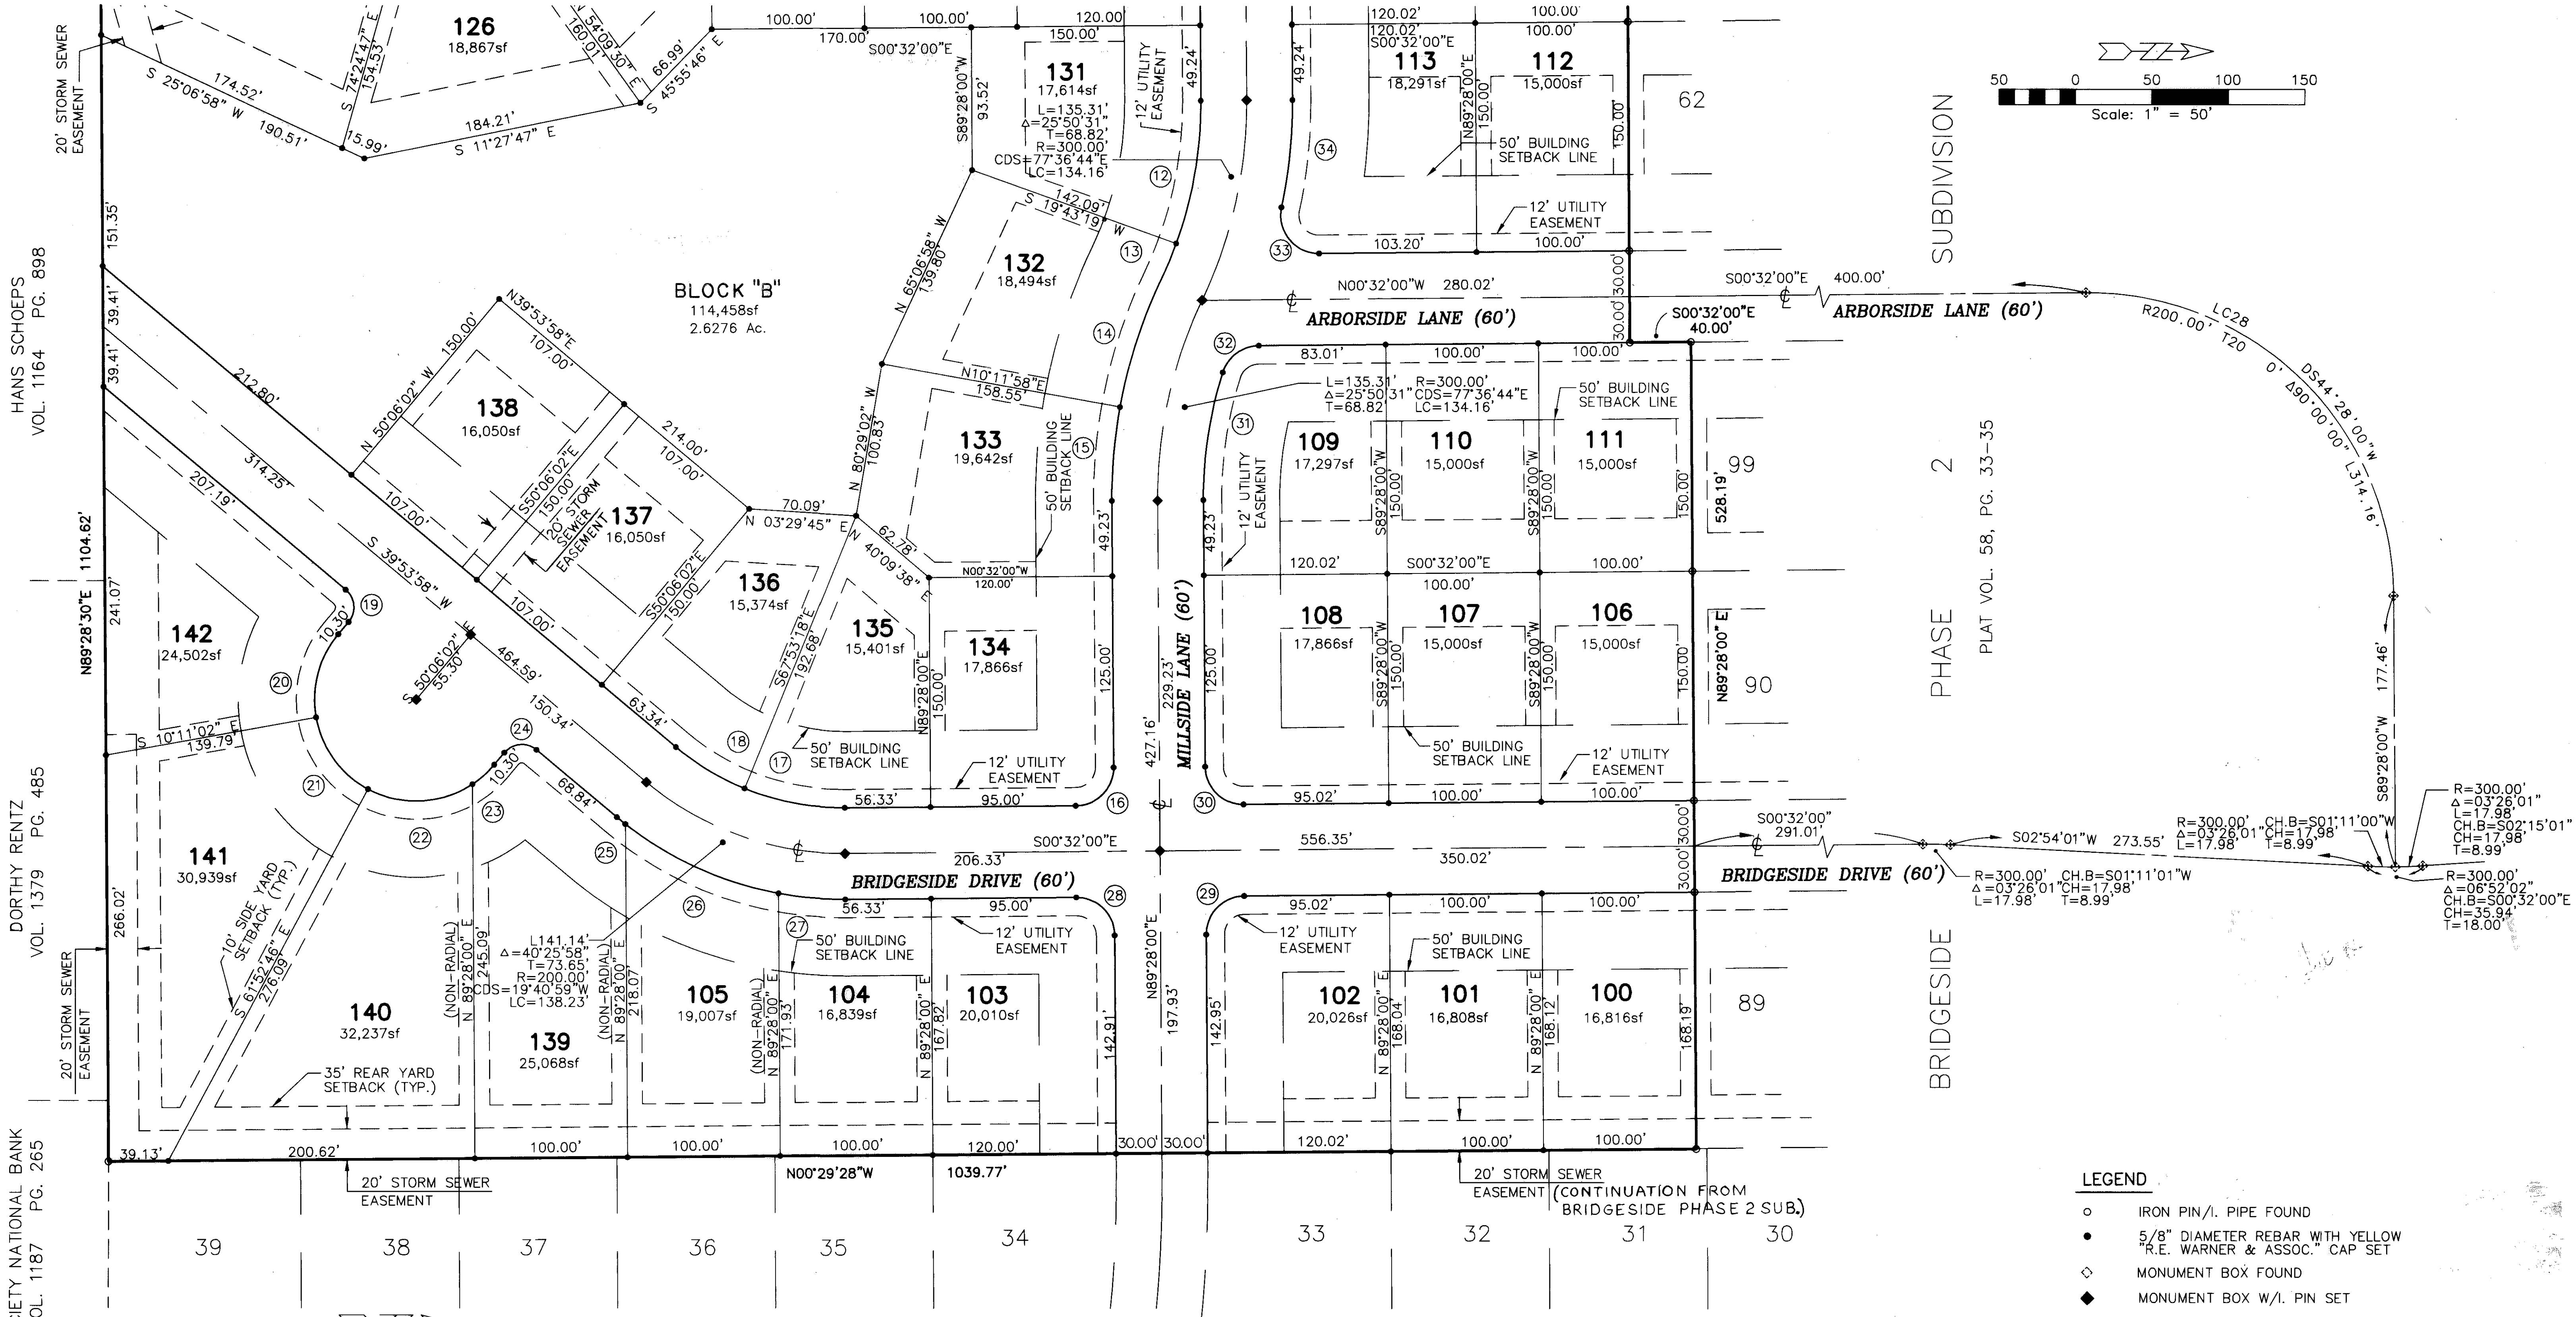 126
18,867sf
20' STORM SEWER
EASEMENT
174.52'
S 25°06'58" W
190.51'
S 74°24'47" E
154.53'
15.99'
184.21'
S 11°27'47" E
N 54°09'30" E
160.01'
66.99'
S 45°55'46" E
100.00'
100.00'
120.00'
170.00'
150.00'
S00°32'00"E
S89°28'00"W
93.52'
131
17,614sf
L=135.31'
Δ=25°50'31"
T=68.82'
R=300.00'
CDS=77°36'44"E
LC=134.16'
12' UTILITY
EASEMENT
49.24'
12
49.24'
34
120.02'
100.00'
120.02'
100.00'
S00°32'00"E
113
18,291sf
N89°28'00"E
150.00'
112
15,000sf
150.00'
50' BUILDING
SETBACK LINE
12' UTILITY
EASEMENT
62
33
103.20'
100.00'
50 0 50 100 150
Scale: 1" = 50'
HANS SCHOEPS
VOL. 1164 PG. 898
151.35'
39.41'
39.41'
BLOCK "B"
114,458sf
2.6276 Ac.
142.09'
S 19°43'19" W
13
132
18,494sf
N 65°06'58" W
139.80'
14
N10°11'58"E
158.55'
N00°32'00"W 280.02'
ARBORSIDE LANE (60')
30.00' 30.00'
S00°32'00"E 400.00'
ARBORSIDE LANE (60')
S00°32'00"E
40.00'
LC28
R200.00' T20
0' Δ90°00'00" L314.16'
DS44°28'00"W
212.80'
N 50°06'02" W
150.00'
N39°53'58"E
107.00'
138
16,050sf
S50°06'02"E
150.00'
20' STORM
SEWER
EASEMENT
214.00'
107.00'
137
16,050sf
107.00'
314.25'
207.19'
S 39°53'58" W
N 80°29'02" W
100.83'
133
19,642sf
15
50' BUILDING
SETBACK LINE
70.09'
N 03°29'45" E
62.78'
N 40°09'38" E
N00°32'00"W
120.00'
49.23'
32
83.01'
100.00'
100.00'
L=135.31' R=300.00'
Δ=25°50'31" CDS=77°36'44"E
T=68.82' LC=134.16'
31
12' UTILITY
EASEMENT
50' BUILDING
SETBACK LINE
109
17,297sf
110
15,000sf
111
15,000sf
S89°28'00"W
150.00'
S89°28'00"W
150.00'
150.00'
99
528.19'
49.23'
120.02'
S00°32'00"E
100.00'
100.00'
N89°28'30"E 1104.62'
241.07'
142
24,502sf
19
10.30'
20
S 50°06'02" E
55.30'
464.59'
150.34'
107.00'
S50°06'02"E
150.00'
136
15,374sf
S67°53'18"E
192.68'
135
15,401sf
134
17,866sf
N89°28'00"E
150.00'
125.00'
MILLSIDE LANE (60')
229.23'
427.16'
125.00'
108
17,866sf
107
15,000sf
106
15,000sf
S89°28'00"W
150.00'
S89°28'00"W
150.00'
150.00'
N89°28'00" E
90
63.34'
18
17
50' BUILDING
SETBACK LINE
12' UTILITY
EASEMENT
56.33'
95.00'
16
30
50' BUILDING
SETBACK LINE
12' UTILITY
EASEMENT
95.02'
100.00'
100.00'
S 10°11'02" E
139.79'
21
22
23
10.30'
24
68.84'
25
26
27
DORTHY RENTZ
VOL. 1379 PG. 485
266.02'
141
30,939sf
10' SIDE YARD
SETBACK (TYP.)
S 61°52'46" E
276.09'
20' STORM SEWER
EASEMENT
140
32,237sf
35' REAR YARD
SETBACK (TYP.)
(NON-RADIAL)
N 89°28'00" E
245.09'
L141.14'
Δ=40°25'58"
T=73.65'
R=200.00'
CDS=19°40'59"W
LC=138.23'
139
25,068sf
(NON-RADIAL)
N 89°28'00" E
218.07'
105
19,007sf
(NON-RADIAL)
N 89°28'00" E
171.93'
206.33'
S00°32'00"E
BRIDGESIDE DRIVE (60')
56.33'
95.00'
28
50' BUILDING
SETBACK LINE
12' UTILITY
EASEMENT
104
16,839sf
N 89°28'00" E
167.82'
103
20,010sf
142.91'
N89°28'00"E
197.93'
142.95'
556.35'
350.02'
29
95.02'
100.00'
100.00'
30.00' 30.00'
12' UTILITY
EASEMENT
50' BUILDING
SETBACK LINE
102
20,026sf
N 89°28'00" E
168.04'
101
16,808sf
N 89°28'00" E
168.12'
100
16,816sf
168.19'
89
S00°32'00"
291.01'
BRIDGESIDE DRIVE (60')
S02°54'01"W 273.55'
R=300.00' CH.B=S01°11'01"W
Δ=03°26'01" CH=17.98'
L=17.98' T=8.99'
R=300.00' CH.B=S01°11'00"W
Δ=03°26'01" CH=17.98'
L=17.98' T=8.99'
177.46'
S89°28'00"W
R=300.00'
Δ=03°26'01"
L=17.98'
CH.B=S02°15'01"
CH=17.98'
T=8.99'
R=300.00'
Δ=06°52'02"
CH.B=S00°32'00"E
CH=35.94'
T=18.00'
BRIDGESIDE PHASE 2 SUBDIVISION
PLAT VOL. 58, PG. 33-35
39.13'
200.62'
100.00'
100.00'
100.00'
120.00'
30.00' 30.00'
120.02'
100.00'
100.00'
N00°29'28"W 1039.77'
20' STORM SEWER
EASEMENT
20' STORM SEWER
EASEMENT (CONTINUATION FROM
BRIDGESIDE PHASE 2 SUB.)
CIETY NATIONAL BANK
OL. 1187 PG. 265
39
38
37
36
35
34
33
32
31
30
LEGEND
IRON PIN/I. PIPE FOUND
5/8" DIAMETER REBAR WITH YELLOW
"R.E. WARNER & ASSOC." CAP SET
MONUMENT BOX FOUND
MONUMENT BOX W/I. PIN SET